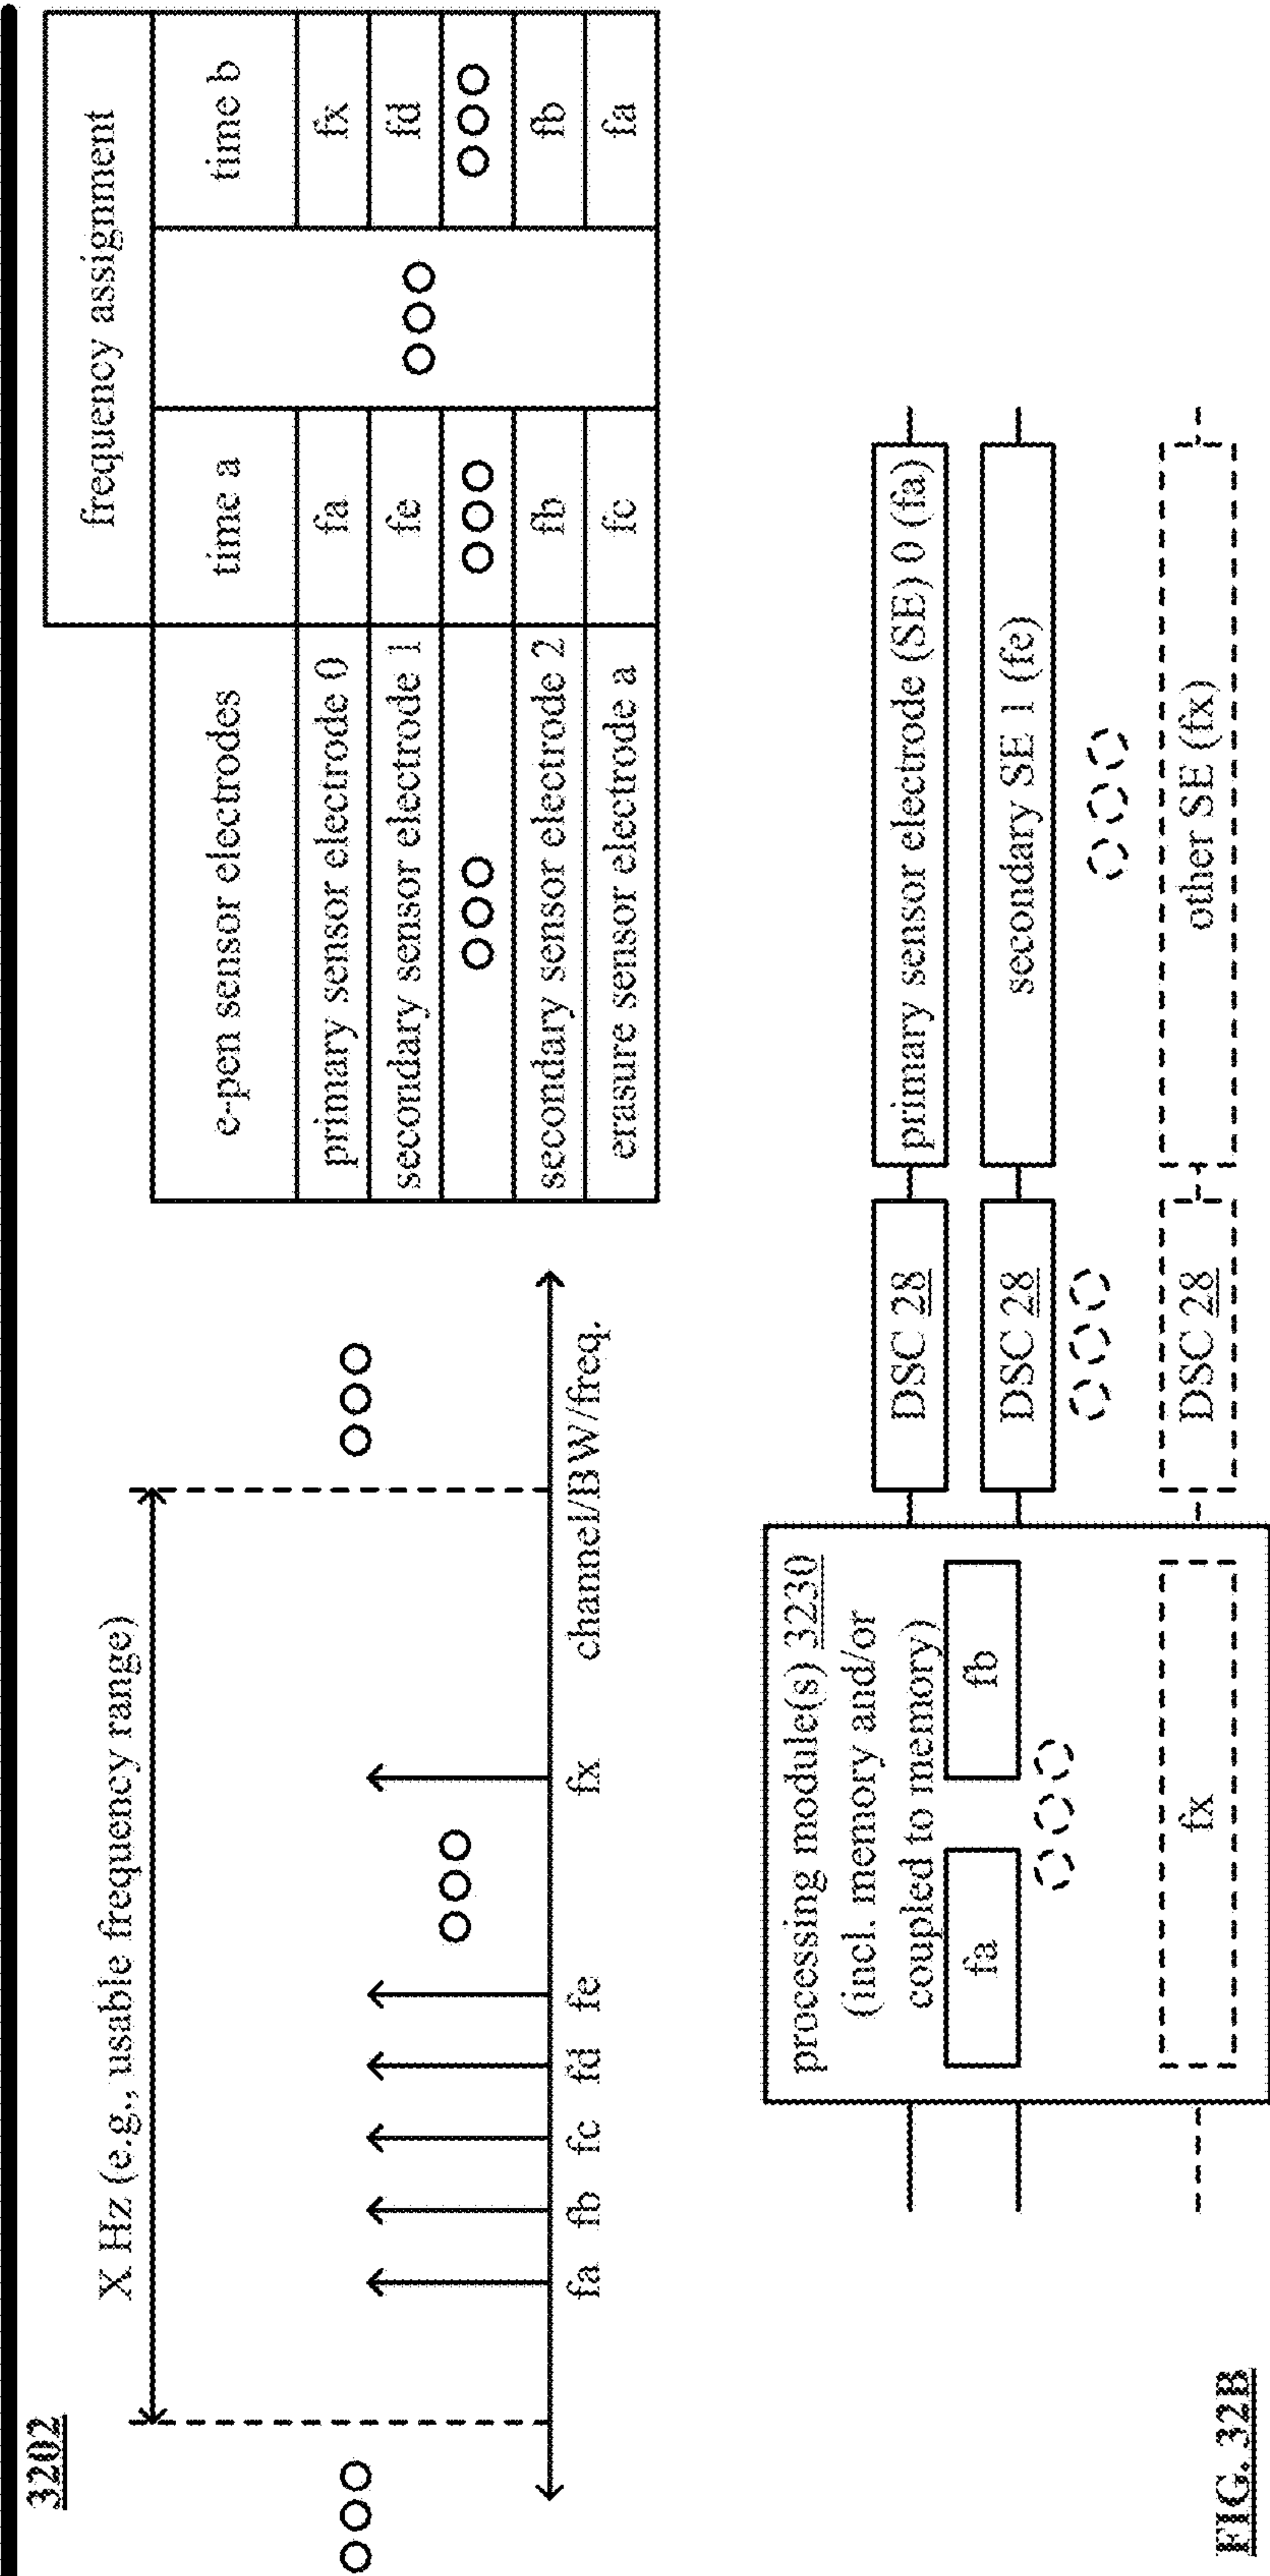 3202
X Hz (e.g., usable frequency range)
fa fb fc fd fe fx
channel/BW/freq.
frequency assignment
e-pen sensor electrodes time a time b
primary sensor electrode 0 fa fx
secondary sensor electrode 1 fe fd
secondary sensor electrode 2 fb fb
erasure sensor electrode a fc fa
processing module(s) 3230
(incl. memory and/or
coupled to memory)
fa fb
fx
DSC 28 primary sensor electrode (SE) 0 (fa)
DSC 28 secondary SE 1 (fe)
DSC 28 other SE (fx)
FIG. 32B